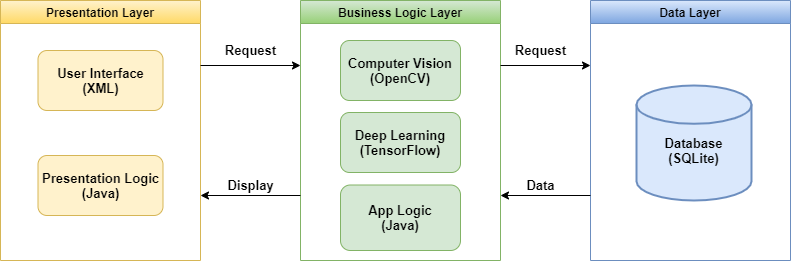 Presentation Layer
User Interface
(XML)
Presentation Logic
(Java)
Request
Display
Business Logic Layer
Computer Vision
(OpenCV)
Deep Learning
(TensorFlow)
App Logic
(Java)
Request
Data
Data Layer
Database
(SQLite)